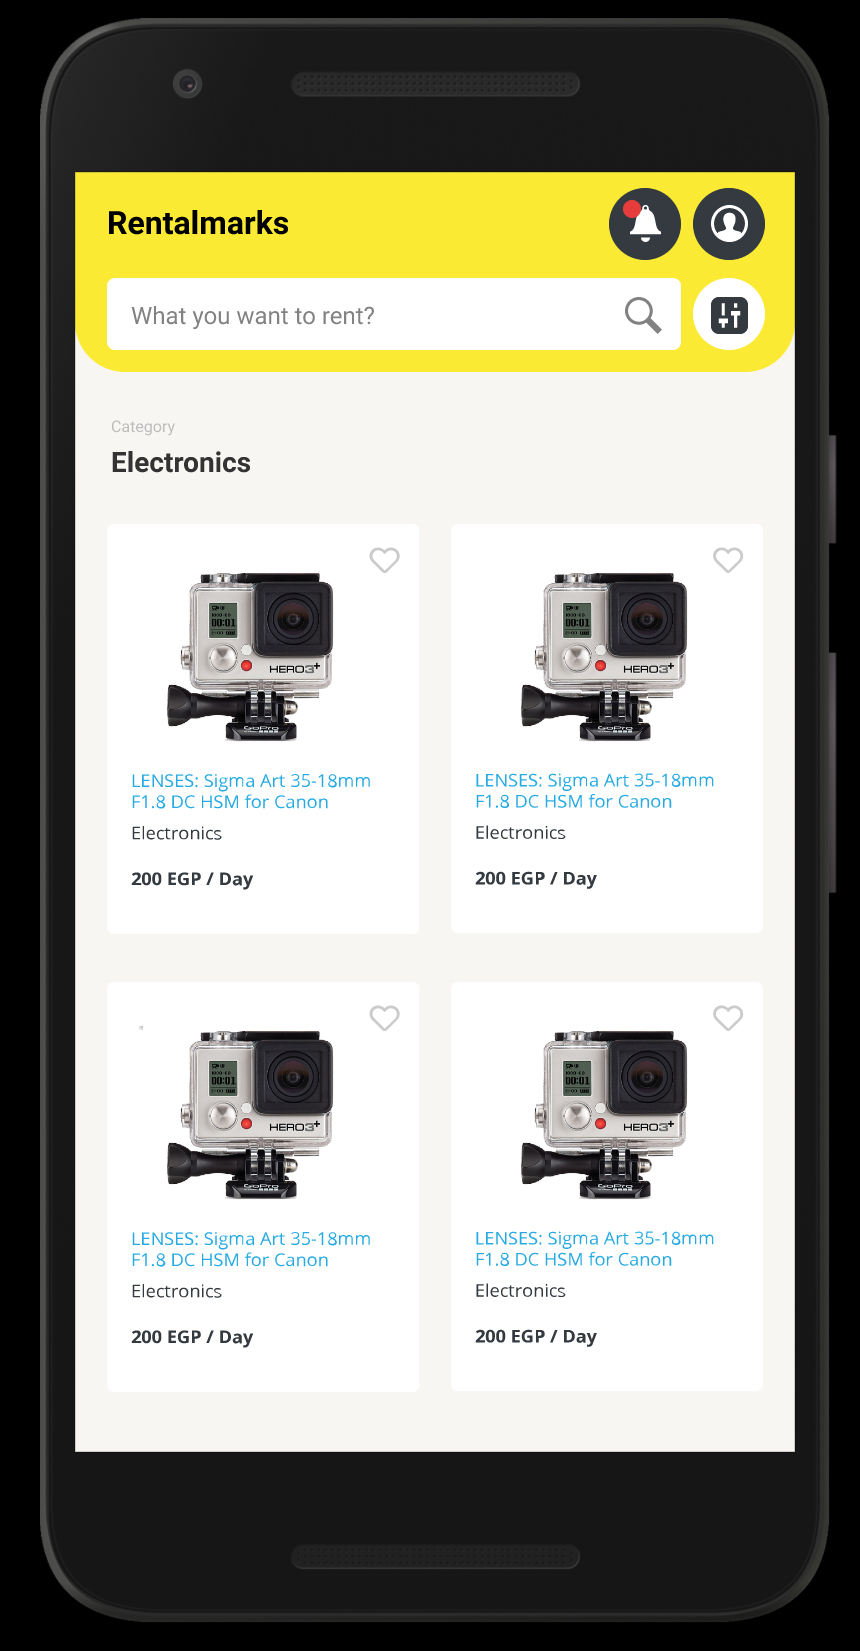 Rentalmarks
What you want to rent?
Category
Electronics
00:01
HERO3+
GoPro
00:01
HERO3+
GoPro
LENSES: Sigma Art 35-18mm
F1.8 DC HSM for Canon
Electronics
200 EGP / Day
LENSES: Sigma Art 35-18mm
F1.8 DC HSM for Canon
Electronics
200 EGP / Day
00:01
HERO3+
GoPro
00:01
HERO3+
GoPro
LENSES: Sigma Art 35-18mm
F1.8 DC HSM for Canon
Electronics
200 EGP / Day
LENSES: Sigma Art 35-18mm
F1.8 DC HSM for Canon
Electronics
200 EGP / Day